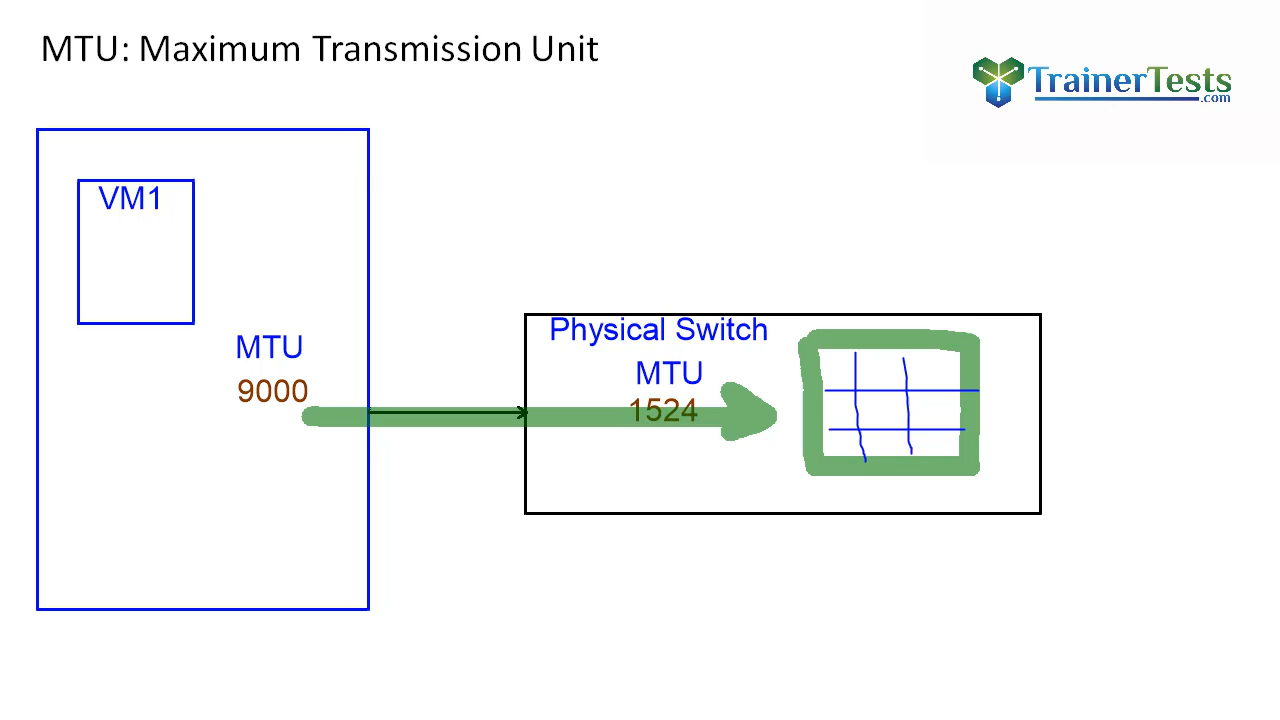 MTU: Maximum Transmission Unit
TrainerTests
.com
VM1
MTU
9000
Physical Switch
MTU
1524